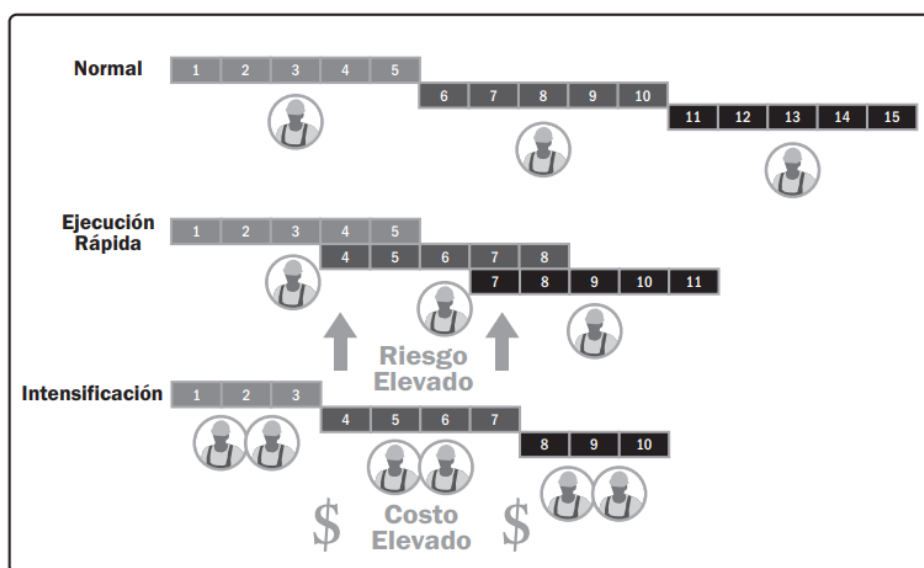 Normal
1 2 3 4 5
6 7 8 9 10
11 12 13 14 15
Ejecución
Rápida
1 2 3 4 5
4 5 6 7 8
7 8 9 10 11
Riesgo
Elevado
Intensificación
1 2 3
4 5 6 7
8 9 10
$ Costo $
Elevado